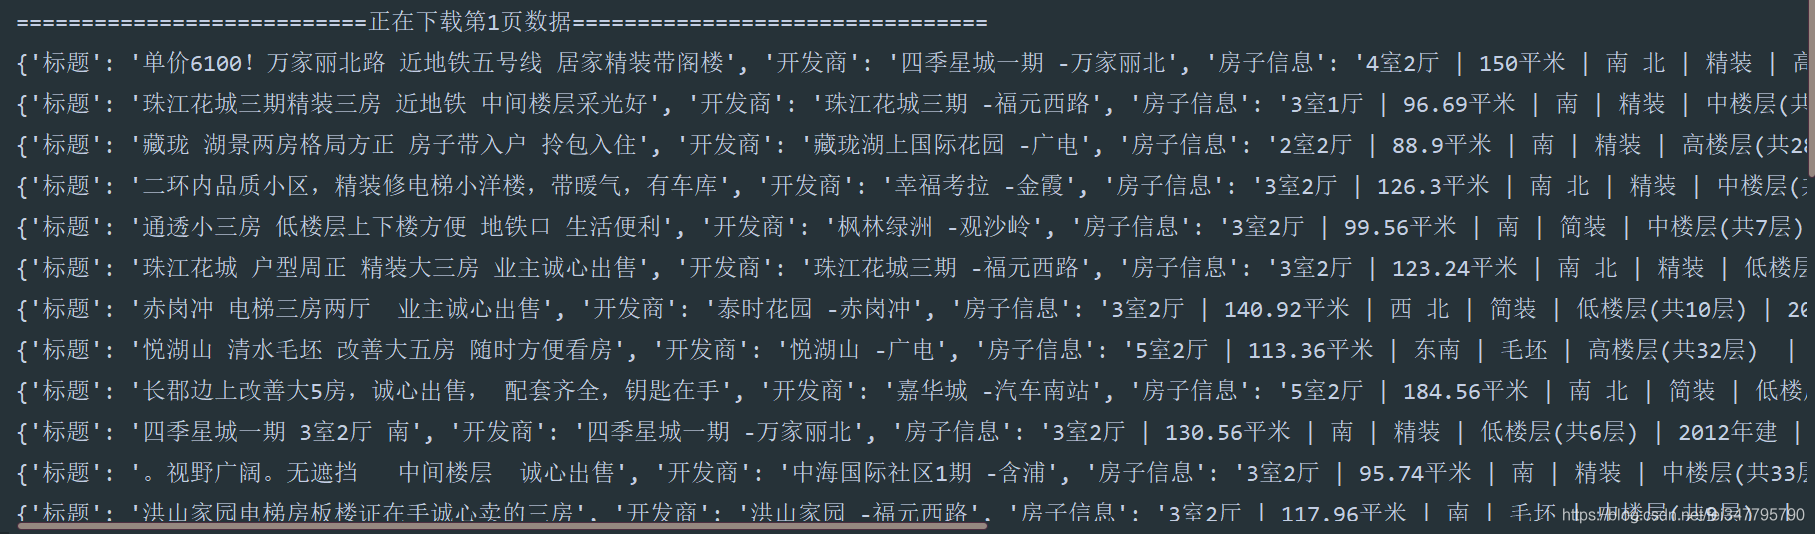 ===========================正在下载第1页数据================================
{'标题': '单价6100！万家丽北路 近地铁五号线 居家精装带阁楼', '开发商': '四季星城一期 -万家丽北', '房子信息': '4室2厅 | 150平米 | 南 北 | 精装 | 高
{'标题': '珠江花城三期精装三房 近地铁 中间楼层采光好', '开发商': '珠江花城三期 -福元西路', '房子信息': '3室1厅 | 96.69平米 | 南 | 精装 | 中楼层(共
{'标题': '藏珑 湖景两房格局方正 房子带入户 拎包入住', '开发商': '藏珑湖上国际花园 -广电', '房子信息': '2室2厅 | 88.9平米 | 南 | 精装 | 高楼层(共28
{'标题': '二环内品质小区，精装修电梯小洋楼，带暖气，有车库', '开发商': '幸福考拉 -金霞', '房子信息': '3室2厅 | 126.3平米 | 南 北 | 精装 | 中楼层(
{'标题': '通透小三房 低楼层上下楼方便 地铁口 生活便利', '开发商': '枫林绿洲 -观沙岭', '房子信息': '3室2厅 | 99.56平米 | 南 | 简装 | 中楼层(共7层)
{'标题': '珠江花城 户型周正 精装大三房 业主诚心出售', '开发商': '珠江花城三期 -福元西路', '房子信息': '3室2厅 | 123.24平米 | 南 北 | 精装 | 低楼层
{'标题': '赤岗冲 电梯三房两厅  业主诚心出售', '开发商': '泰时花园 -赤岗冲', '房子信息': '3室2厅 | 140.92平米 | 西 北 | 简装 | 低楼层(共10层) | 20
{'标题': '悦湖山 清水毛坯 改善大五房 随时方便看房', '开发商': '悦湖山 -广电', '房子信息': '5室2厅 | 113.36平米 | 东南 | 毛坯 | 高楼层(共32层)  |
{'标题': '长郡边上改善大5房，诚心出售， 配套齐全，钥匙在手', '开发商': '嘉华城 -汽车南站', '房子信息': '5室2厅 | 184.56平米 | 南 北 | 简装 | 低楼
{'标题': '四季星城一期 3室2厅 南', '开发商': '四季星城一期 -万家丽北', '房子信息': '3室2厅 | 130.56平米 | 南 | 精装 | 低楼层(共6层) | 2012年建 |
{'标题': '。视野广阔。无遮挡   中间楼层  诚心出售', '开发商': '中海国际社区1期 -含浦', '房子信息': '3室2厅 | 95.74平米 | 南 | 精装 | 中楼层(共33层
{'标题': '洪山家园电梯房板楼证在手诚心卖的三房', '开发商': '洪山家园 -福元西路', '房子信息': '3室2厅 | 117.96平米 | 南 | 毛坯 | 中楼层(共9层) |